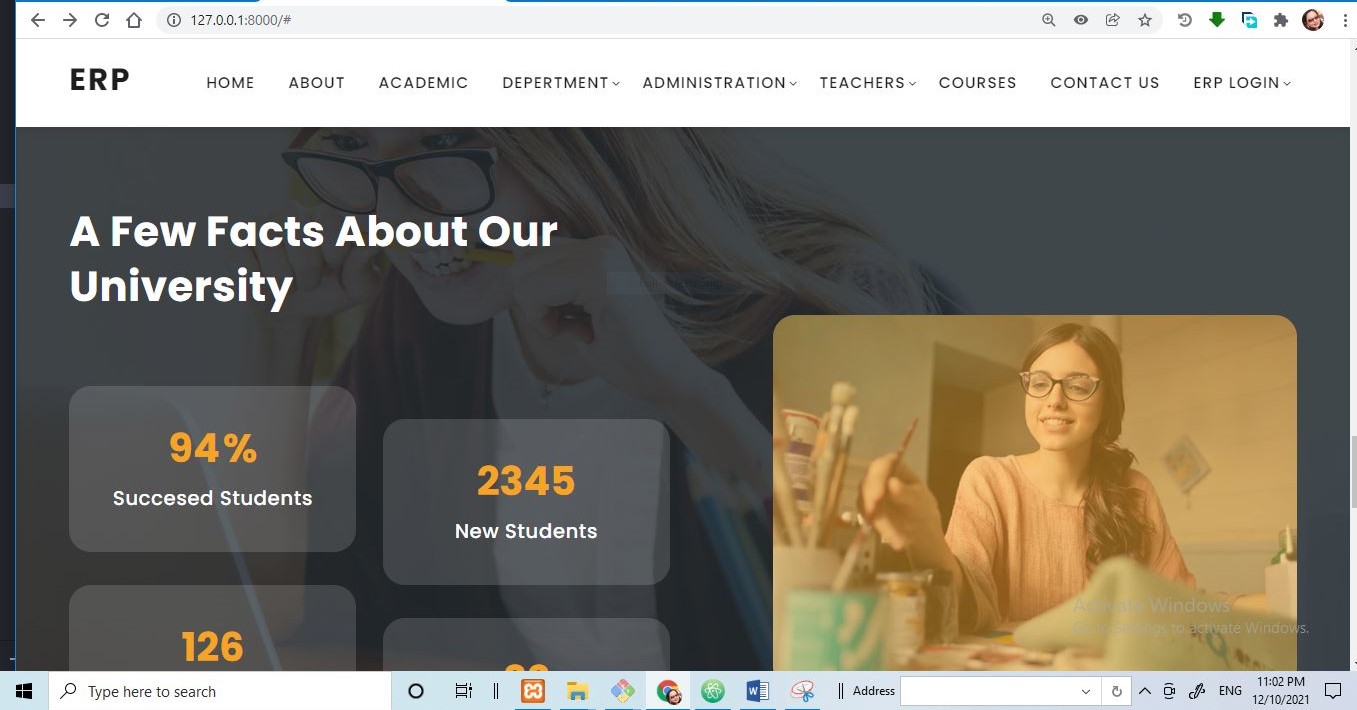 127.0.0.1:8000/#
ERP
HOME ABOUT ACADEMIC DEPERTMENT ADMINISTRATION TEACHERS COURSES CONTACT US ERP LOGIN
A Few Facts About Our
University
94%
Succesed Students
2345
New Students
126
Activate Windows
Go to Settings to activate Windows.
Type here to search
Address
ENG
11:02 PM
12/10/2021